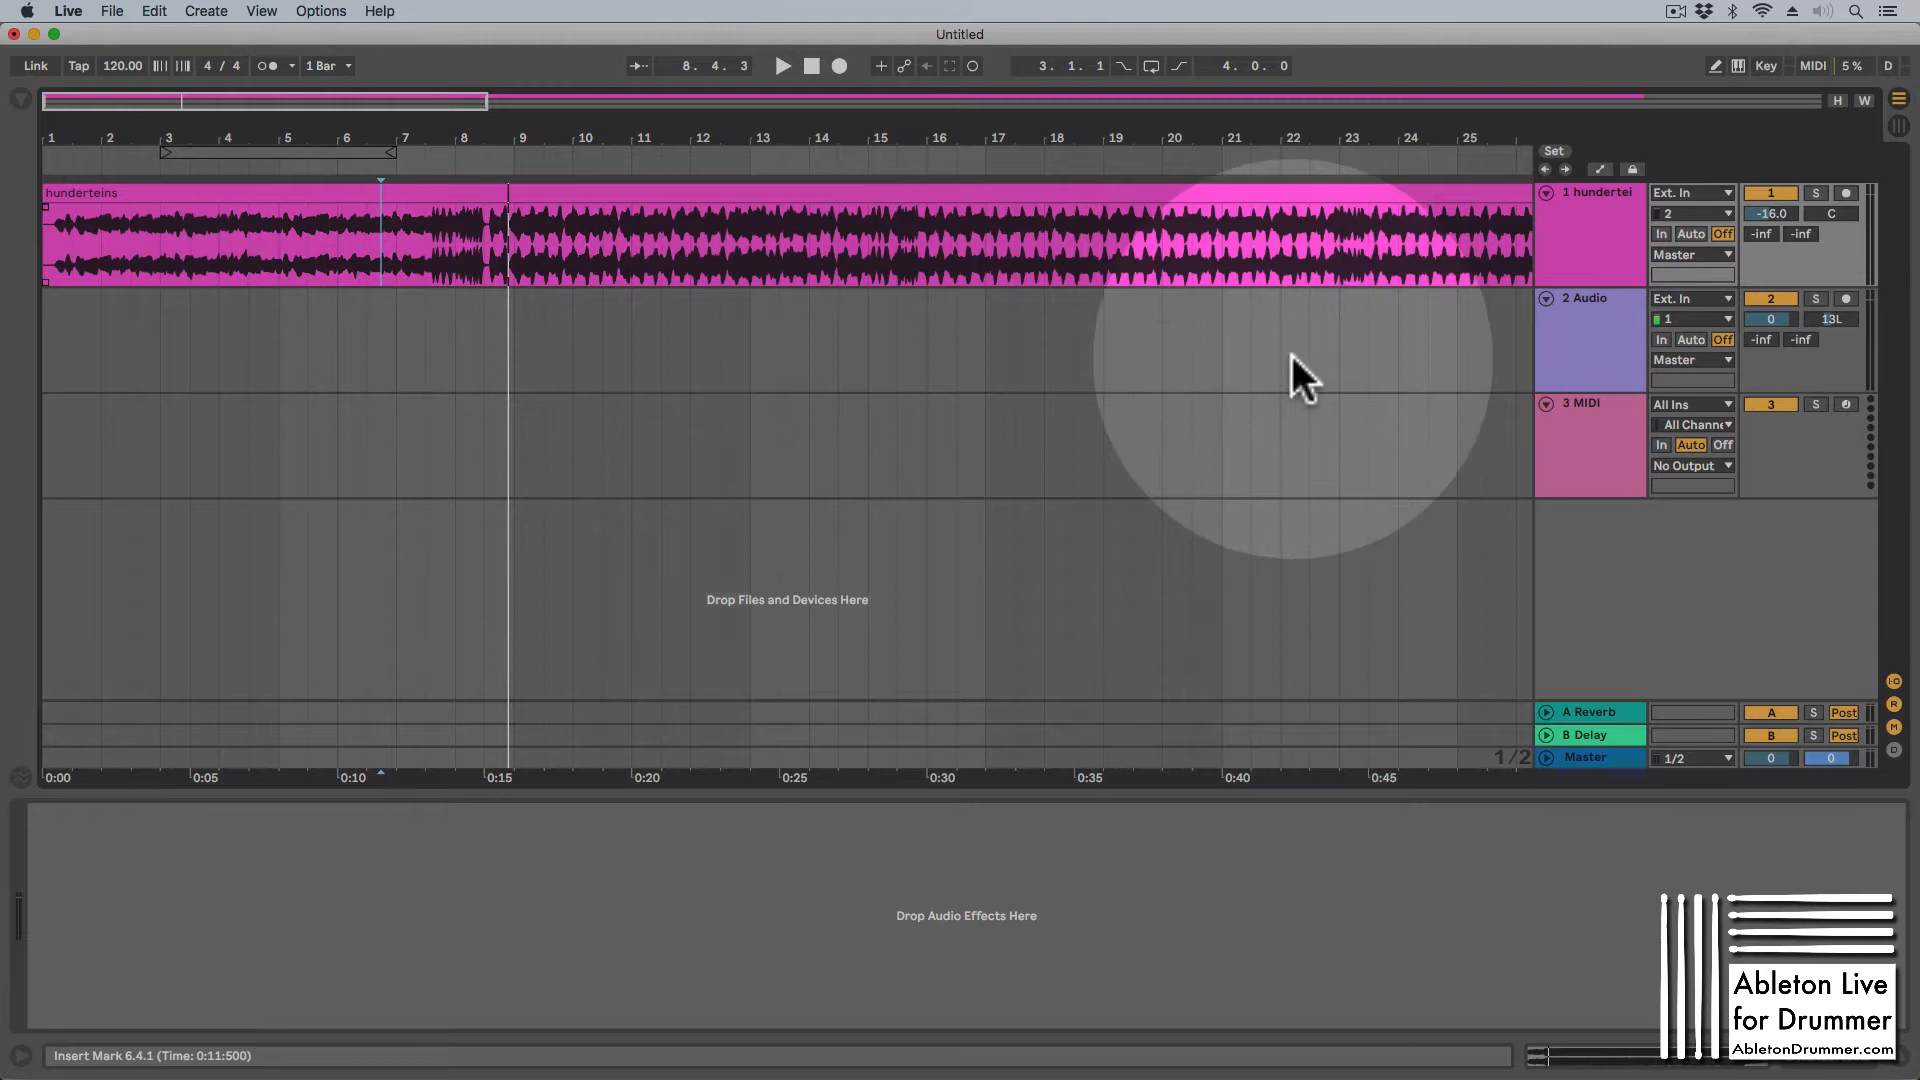 Live File Edit Create View Options Help
Untitled
Link Tap 120.00 4 / 4 1 Bar 8. 4. 3 3. 1. 1 4. 0. 0 Key MIDI 5 % D
H W
1 2 3 4 5 6 7 8 9 10 11 12 13 14 15 16 17 18 19 20 21 22 23 24 25
Set
hunderteins 1 hundertei Ext. In 1 S
2 -16.0 C
In Auto Off -inf -inf
Master
2 Audio Ext. In 2 S
1 0 13L
In Auto Off -inf -inf
Master
3 MIDI All Ins 3 S
All Channe
In Auto Off
No Output
Drop Files and Devices Here
A Reverb A S Post
B Delay B S Post
1/2 Master 1/2 0 0
0:00 0:05 0:10 0:15 0:20 0:25 0:30 0:35 0:40 0:45
I-O
R
M
D
Drop Audio Effects Here
Ableton Live
for Drummer
AbletonDrummer.com
Insert Mark 6.4.1 (Time: 0:11:500)